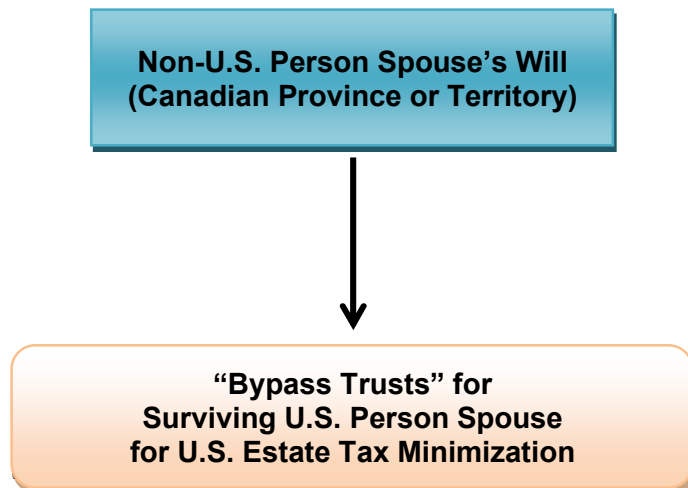 Non-U.S. Person Spouse’s Will
(Canadian Province or Territory)
“Bypass Trusts” for
Surviving U.S. Person Spouse
for U.S. Estate Tax Minimization